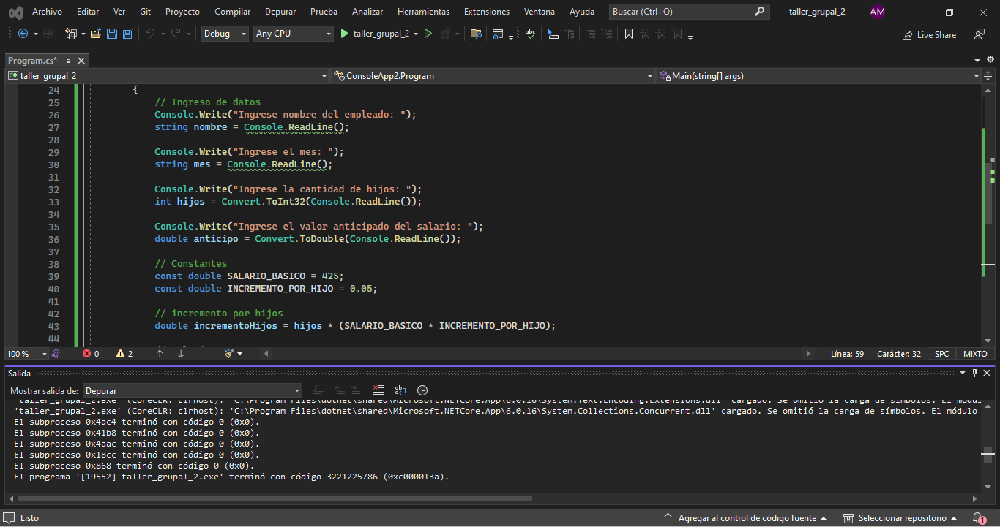 Archivo Editar Ver Git Proyecto Compilar Depurar Prueba Analizar Herramientas Extensiones Ventana Ayuda Buscar (Ctrl+Q) taller_grupal_2 AM
Debug Any CPU taller_grupal_2 Live Share
Program.cs*
taller_grupal_2 ConsoleApp2.Program Main(string[] args)
24 {
25 // Ingreso de datos
26 Console.Write("Ingrese nombre del empleado: ");
27 string nombre = Console.ReadLine();
28
29 Console.Write("Ingrese el mes: ");
30 string mes = Console.ReadLine();
31
32 Console.Write("Ingrese la cantidad de hijos: ");
33 int hijos = Convert.ToInt32(Console.ReadLine());
34
35 Console.Write("Ingrese el valor anticipado del salario: ");
36 double anticipo = Convert.ToDouble(Console.ReadLine());
37
38 // Constantes
39 const double SALARIO_BASICO = 425;
40 const double INCREMENTO_POR_HIJO = 0.05;
41
42 // incremento por hijos
43 double incrementoHijos = hijos * (SALARIO_BASICO * INCREMENTO_POR_HIJO);
44
100 % 0 2 Línea: 59 Carácter: 32 SPC MIXTO
Salida
Mostrar salida de: Depurar
'taller_grupal_2.exe' (CoreCLR: clrhost): 'C:\Program Files\dotnet\shared\Microsoft.NETCore.App\6.0.16\System.Text.Encoding.Extensions.dll' cargado. Se omitió la carga de símbolos. El módul
'taller_grupal_2.exe' (CoreCLR: clrhost): 'C:\Program Files\dotnet\shared\Microsoft.NETCore.App\6.0.16\System.Collections.Concurrent.dll' cargado. Se omitió la carga de símbolos. El módulo
El subproceso 0x4ac4 terminó con código 0 (0x0).
El subproceso 0x41b8 terminó con código 0 (0x0).
El subproceso 0x4aac terminó con código 0 (0x0).
El subproceso 0x18cc terminó con código 0 (0x0).
El subproceso 0x868 terminó con código 0 (0x0).
El programa '[19552] taller_grupal_2.exe' terminó con código 3221225786 (0xc000013a).
Listo Agregar al control de código fuente Seleccionar repositorio 1